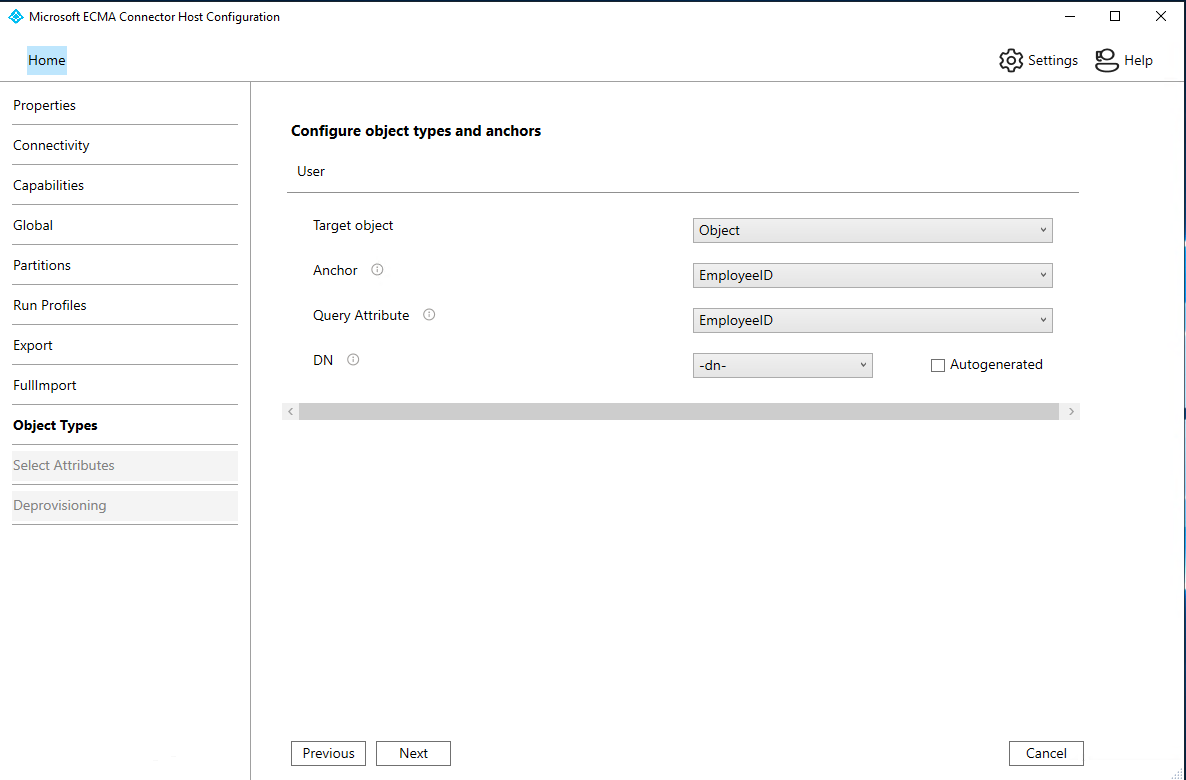 Microsoft ECMA Connector Host Configuration
Home
Settings
Help
Properties
Connectivity
Capabilities
Global
Partitions
Run Profiles
Export
FullImport
Object Types
Select Attributes
Deprovisioning
Configure object types and anchors
User
Target object
Object
Anchor
EmployeeID
Query Attribute
EmployeeID
DN
-dn-
Autogenerated
Previous
Next
Cancel